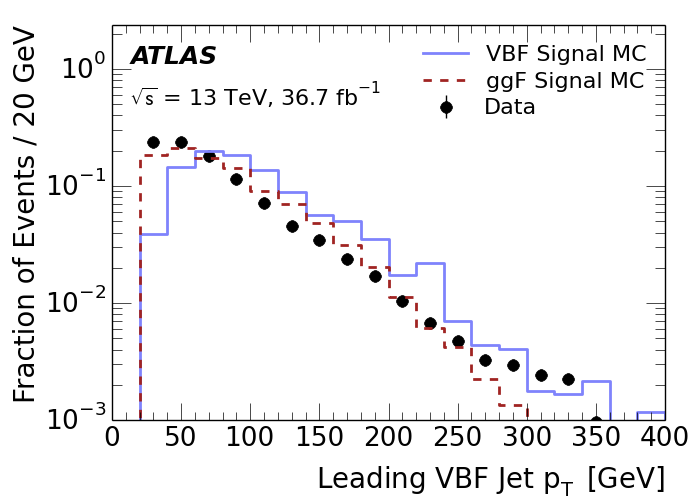 ATLAS
√s = 13 TeV, 36.7 fb⁻¹
VBF Signal MC
ggF Signal MC
Data
Fraction of Events / 20 GeV
10⁰
10⁻¹
10⁻²
10⁻³
0 50 100 150 200 250 300 350 400
Leading VBF Jet p_T [GeV]